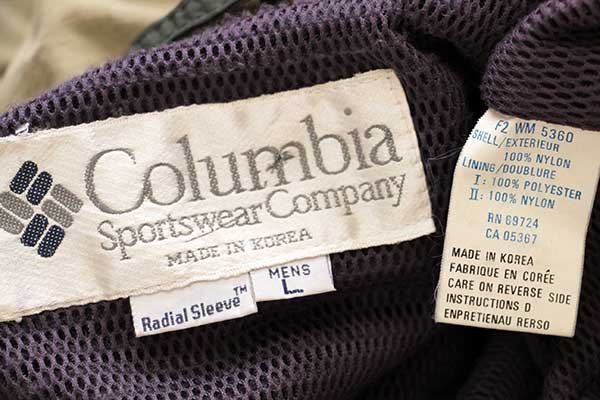 Columbia
Sportswear Company
MADE IN KOREA
Radial Sleeve™
MENS
L
F2 WM 5360
SHELL/EXTERIEUR
100% NYLON
LINING/DOUBLURE
I: 100% POLYESTER
II: 100% NYLON
RN 69724
CA 05367
MADE IN KOREA
FABRIQUE EN CORÉE
CARE ON REVERSE SIDE
INSTRUCTIONS D
ENPRETIENAU RERSO